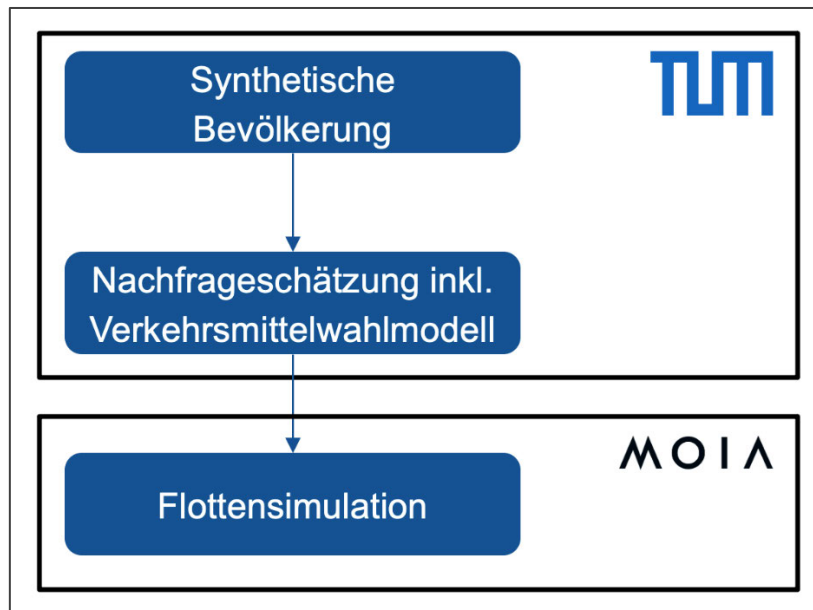 Synthetische
Bevölkerung
TUM
Nachfrageschätzung inkl.
Verkehrsmittelwahlmodell
MOIA
Flottensimulation